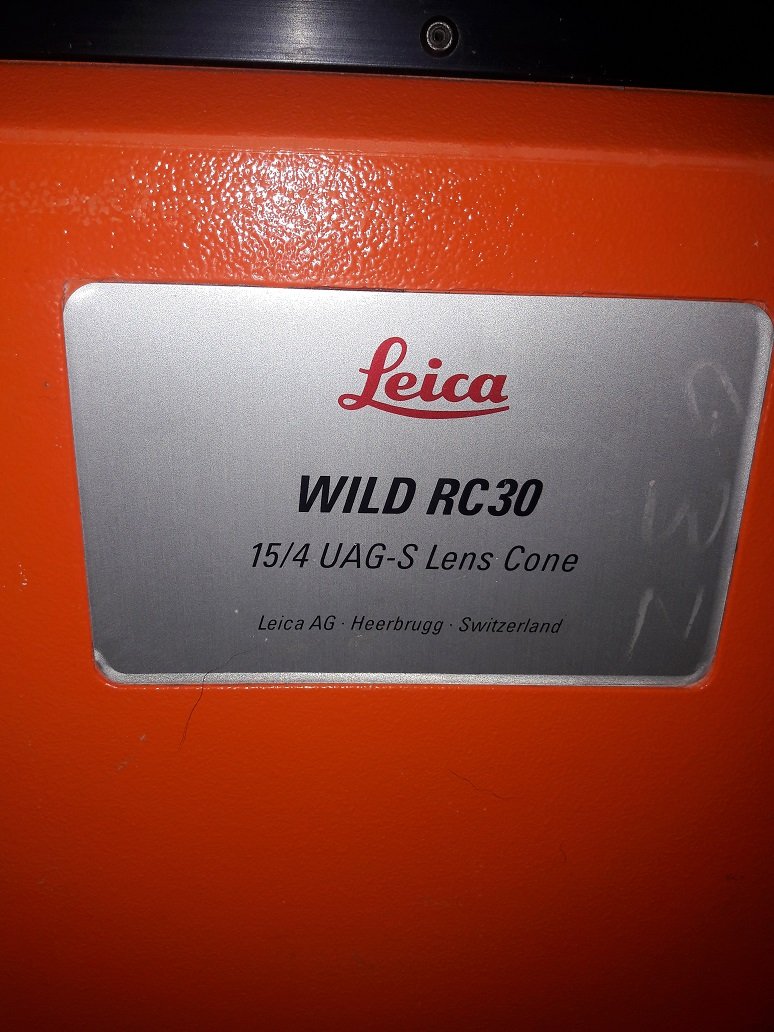 Leica
WILD RC30
15/4 UAG-S Lens Cone
Leica AG · Heerbrugg · Switzerland